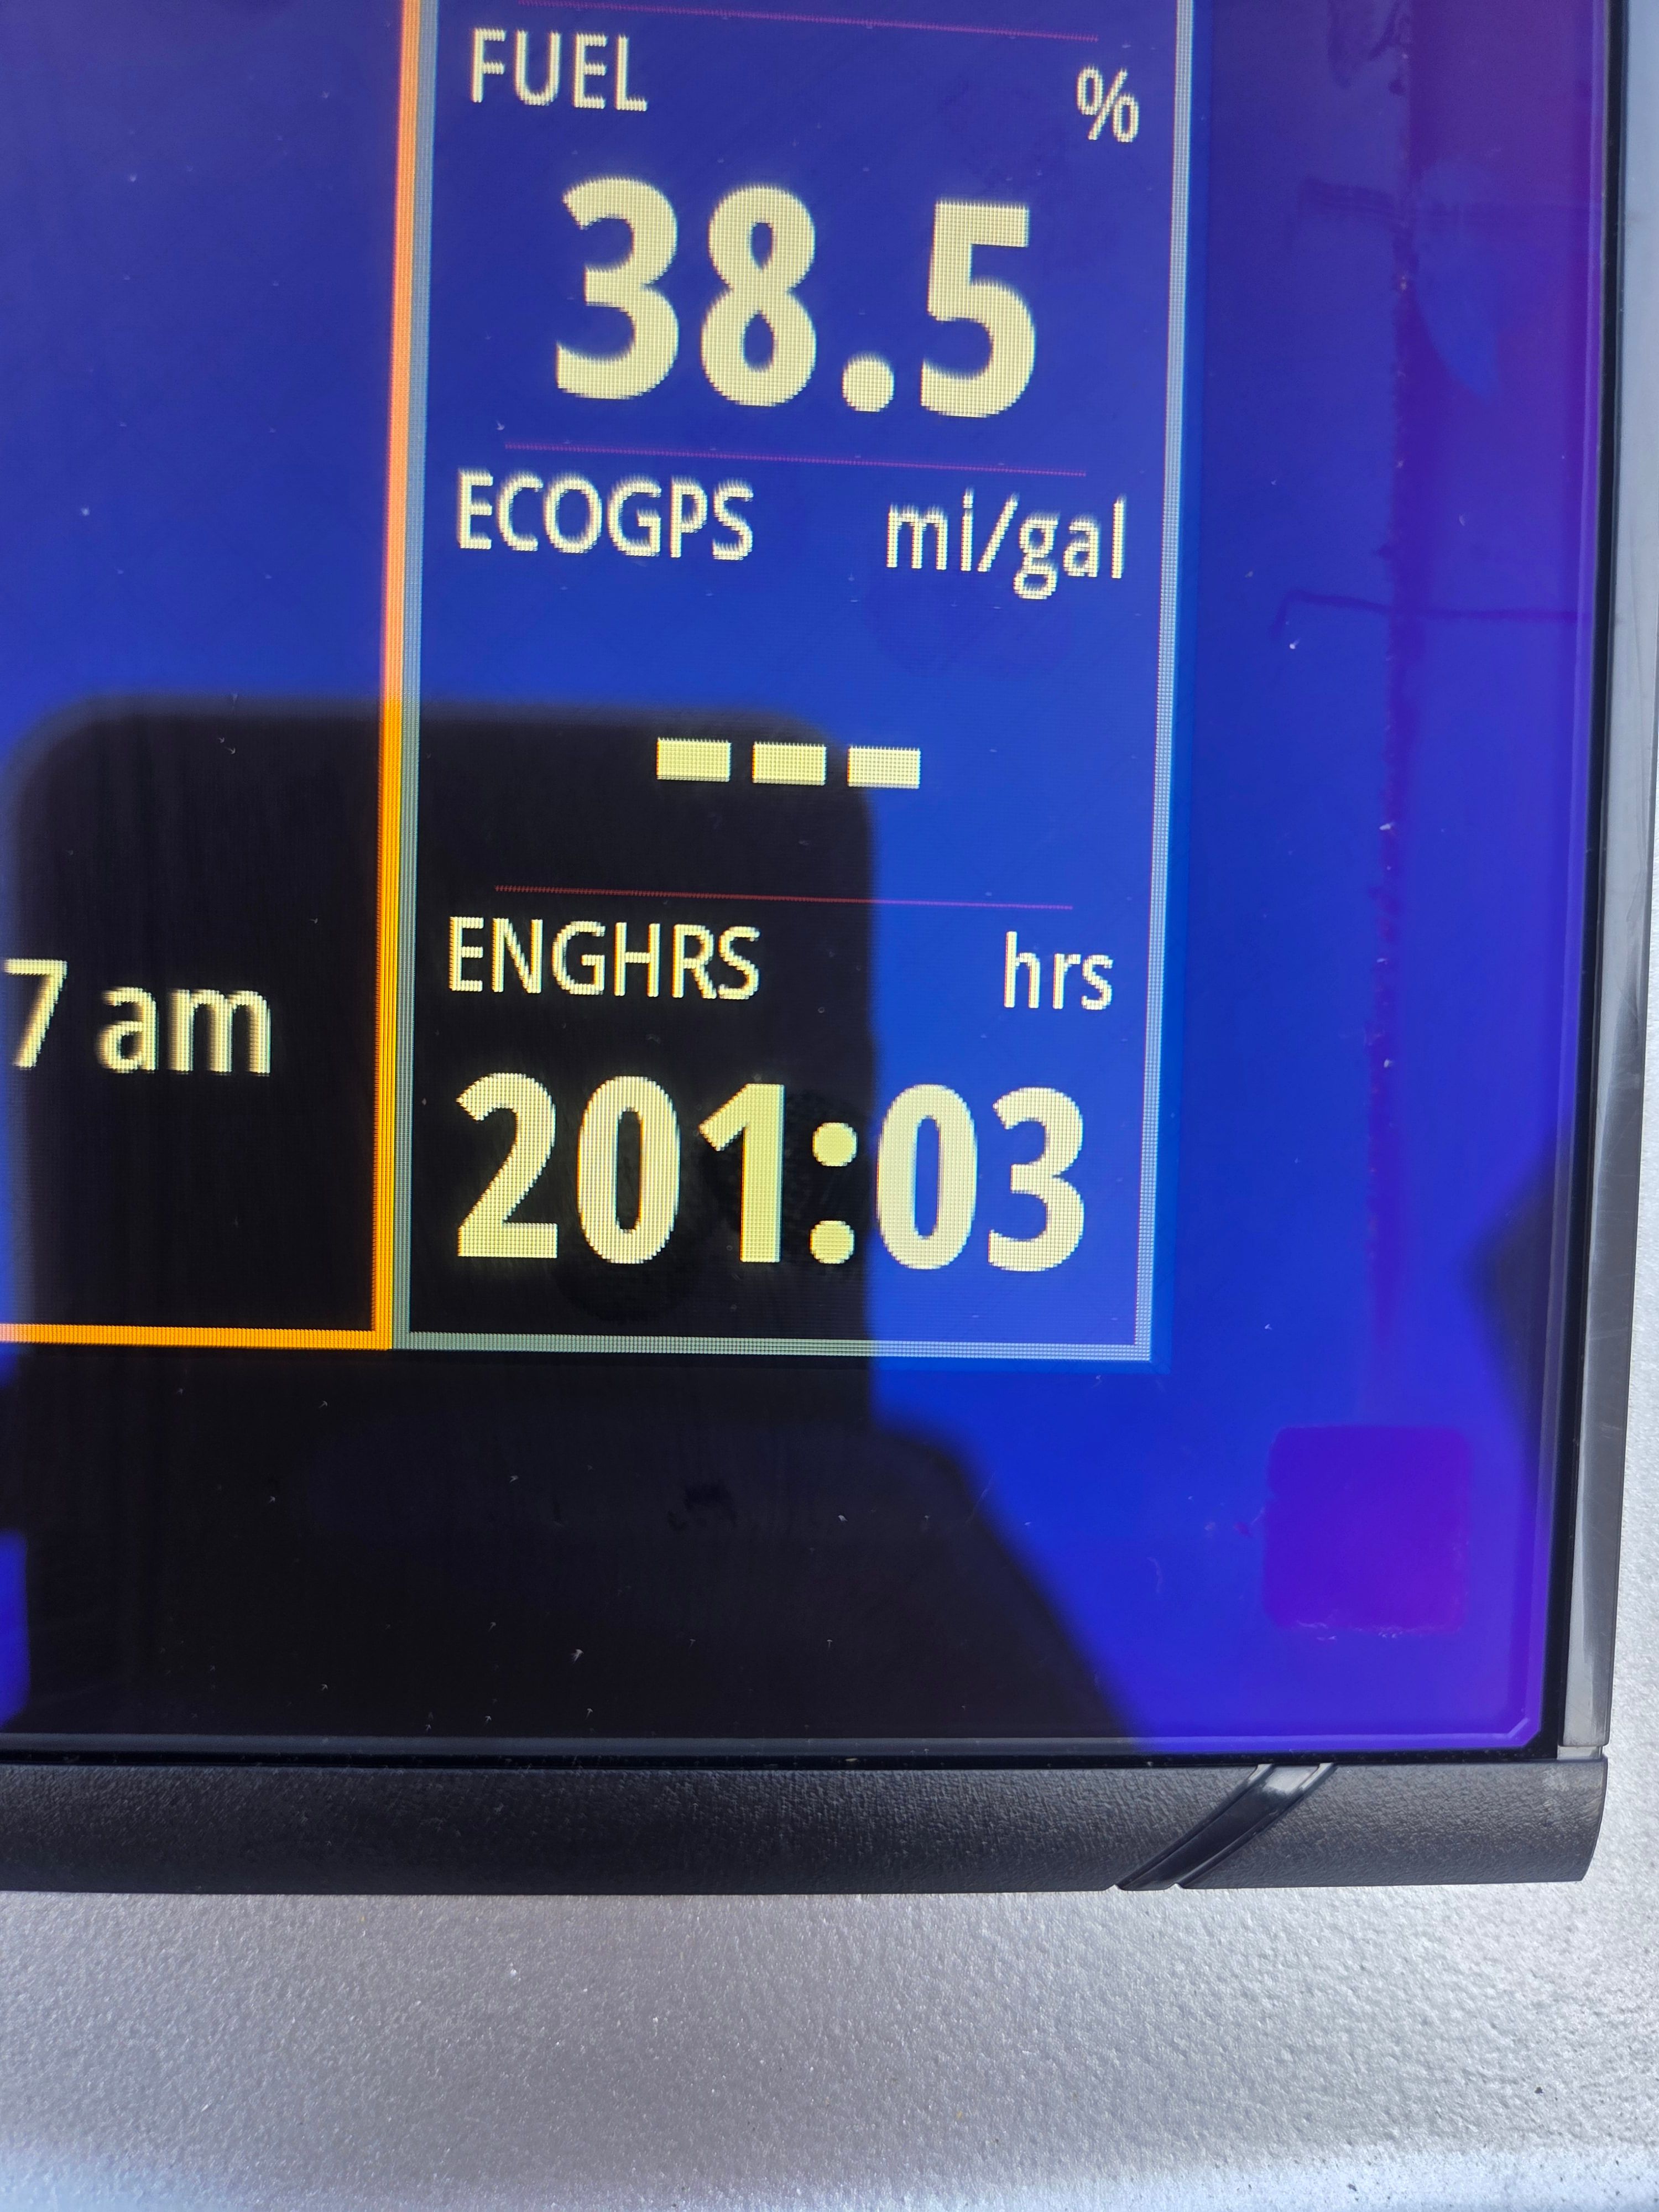 FUEL %
38.5
ECOGPS mi/gal
---
ENGHRS hrs
7 am
201:03